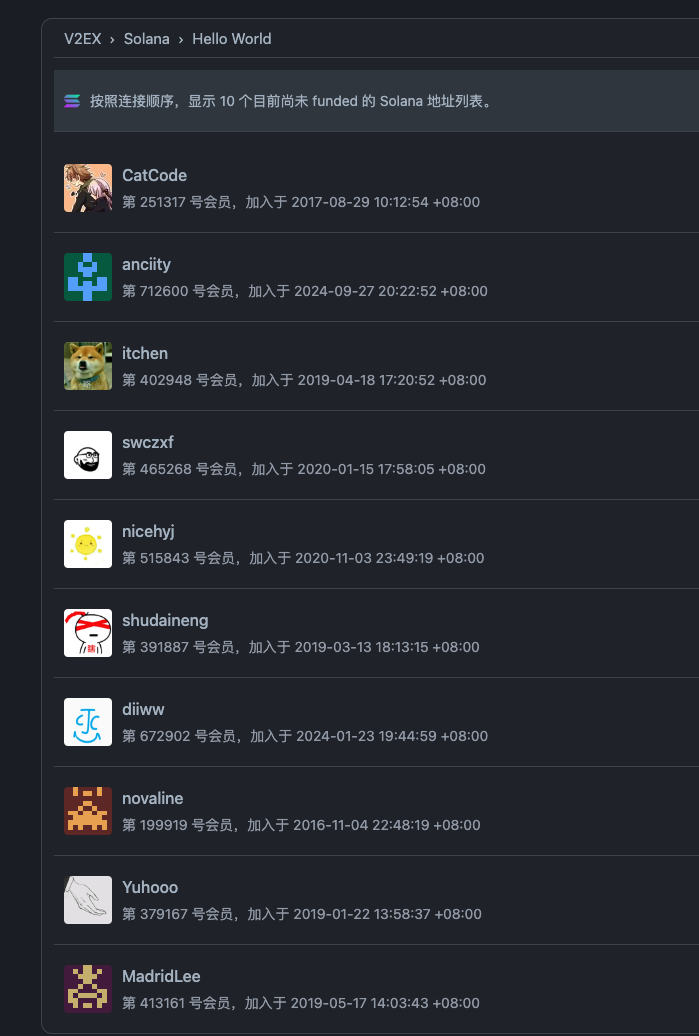 V2EX › Solana › Hello World
按照连接顺序，显示 10 个目前尚未 funded 的 Solana 地址列表。
CatCode
第 251317 号会员，加入于 2017-08-29 10:12:54 +08:00
anciity
第 712600 号会员，加入于 2024-09-27 20:22:52 +08:00
itchen
第 402948 号会员，加入于 2019-04-18 17:20:52 +08:00
swczxf
第 465268 号会员，加入于 2020-01-15 17:58:05 +08:00
nicehyj
第 515843 号会员，加入于 2020-11-03 23:49:19 +08:00
shudaineng
第 391887 号会员，加入于 2019-03-13 18:13:15 +08:00
diiww
第 672902 号会员，加入于 2024-01-23 19:44:59 +08:00
novaline
第 199919 号会员，加入于 2016-11-04 22:48:19 +08:00
Yuhooo
第 379167 号会员，加入于 2019-01-22 13:58:37 +08:00
MadridLee
第 413161 号会员，加入于 2019-05-17 14:03:43 +08:00